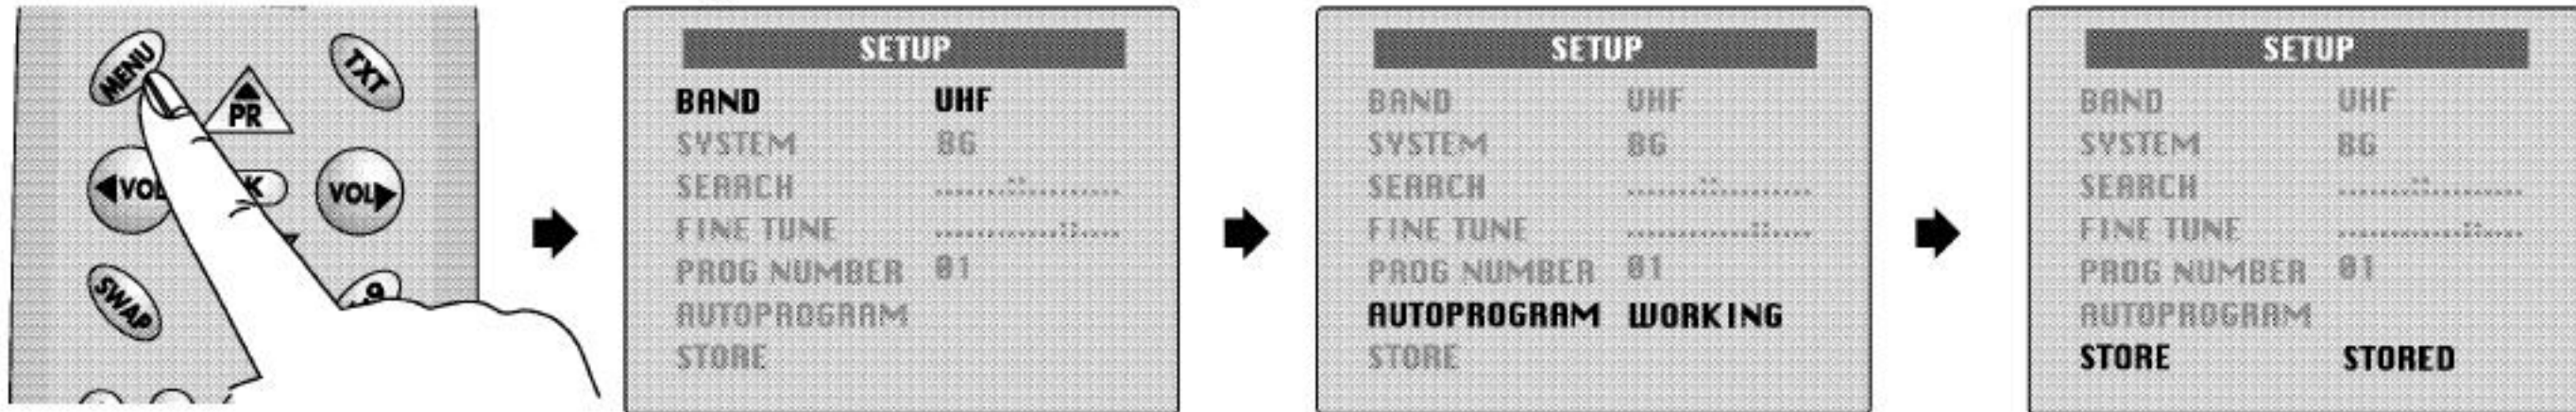 MENU
TXT
PR
VOL
K
VOL
SWAP
9
SETUP
BAND UHF
SYSTEM BG
SEARCH
FINE TUNE
PROG NUMBER 01
AUTOPROGRAM
STORE
SETUP
BAND UHF
SYSTEM BG
SEARCH
FINE TUNE
PROG NUMBER 01
AUTOPROGRAM WORKING
STORE
SETUP
BAND UHF
SYSTEM BG
SEARCH
FINE TUNE
PROG NUMBER 01
AUTOPROGRAM
STORE STORED